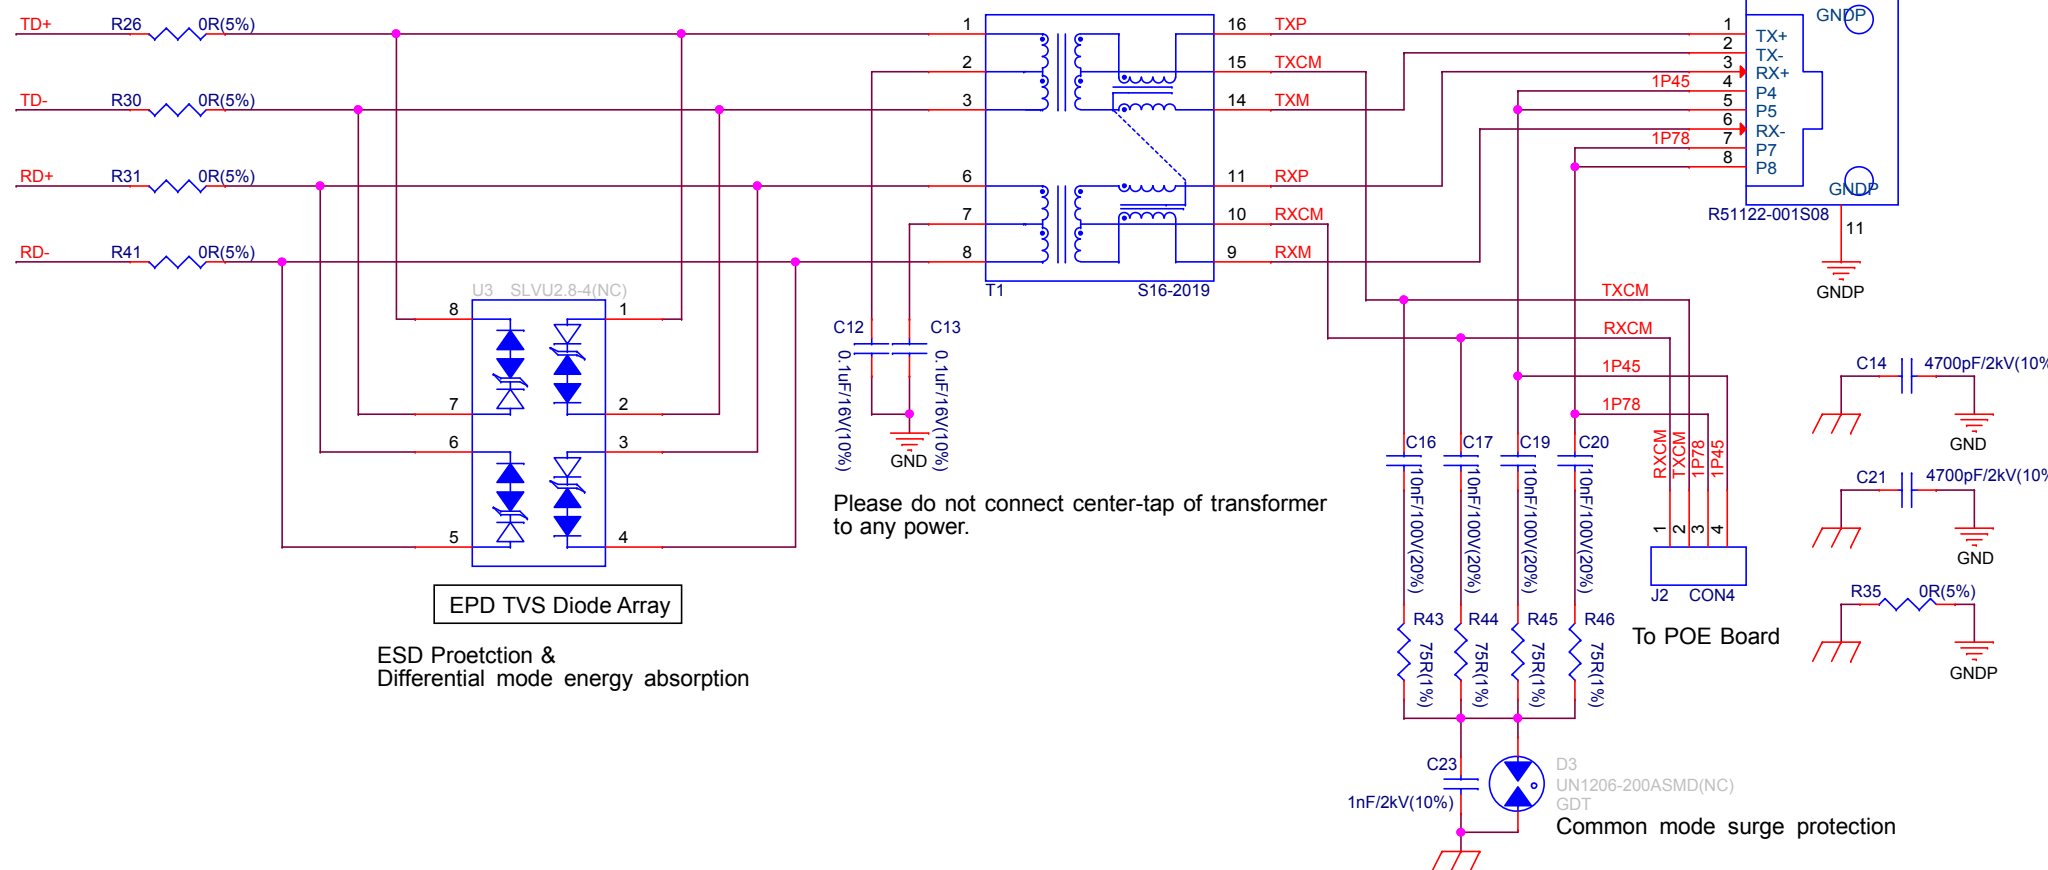 TD+ R26 0R(5%)
TD- R30 0R(5%)
RD+ R31 0R(5%)
RD- R41 0R(5%)
U3 SLVU2.8-4(NC)
8 1
7 2
6 3
5 4
EPD TVS Diode Array
ESD Proetction &
Differential mode energy absorption
1 16 TXP
2 15 TXCM
3 14 TXM
6 11 RXP
7 10 RXCM
8 9 RXM
T1 S16-2019
C12 C13
0.1uF/16V(10%)
0.1uF/16V(10%)
GND
Please do not connect center-tap of transformer
to any power.
GNDP
1 TX+
2 TX-
3 RX+
1P45 4 P4
5 P5
6 RX-
1P78 7 P7
8 P8
GNDP
R51122-001S08
11
GNDP
TXCM
RXCM
1P45
1P78
RXCM
TXCM
1P78
1P45
1
2
3
4
J2 CON4
To POE Board
C16 C17 C19 C20
10nF/100V(20%)
10nF/100V(20%)
10nF/100V(20%)
10nF/100V(20%)
R43 R44 R45 R46
75R(1%)
75R(1%)
75R(1%)
75R(1%)
C23
1nF/2kV(10%)
D3
UN1206-200ASMD(NC)
GDT
Common mode surge protection
C14 4700pF/2kV(10%
GND
C21 4700pF/2kV(10%
GND
R35 0R(5%)
GNDP